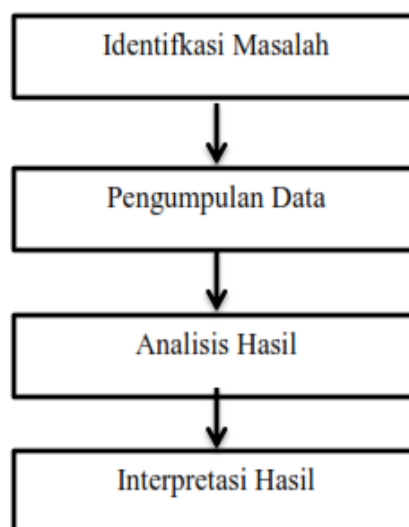 Identifkasi Masalah
Pengumpulan Data
Analisis Hasil
Interpretasi Hasil